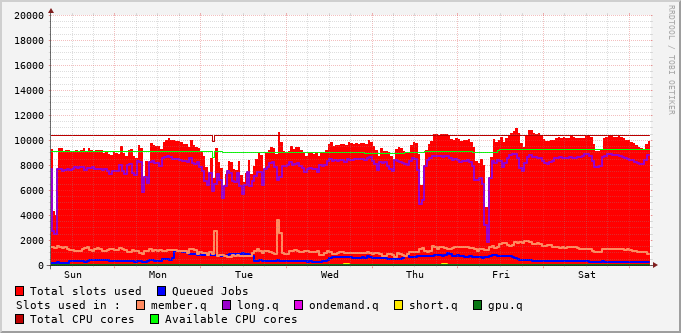 20000
18000
16000
14000
12000
10000
8000
6000
4000
2000
0
Sun Mon Tue Wed Thu Fri Sat
Total slots used Queued Jobs
Slots used in : member.q long.q ondemand.q short.q gpu.q
Total CPU cores Available CPU cores
RRDTOOL / TOBI OETIKER